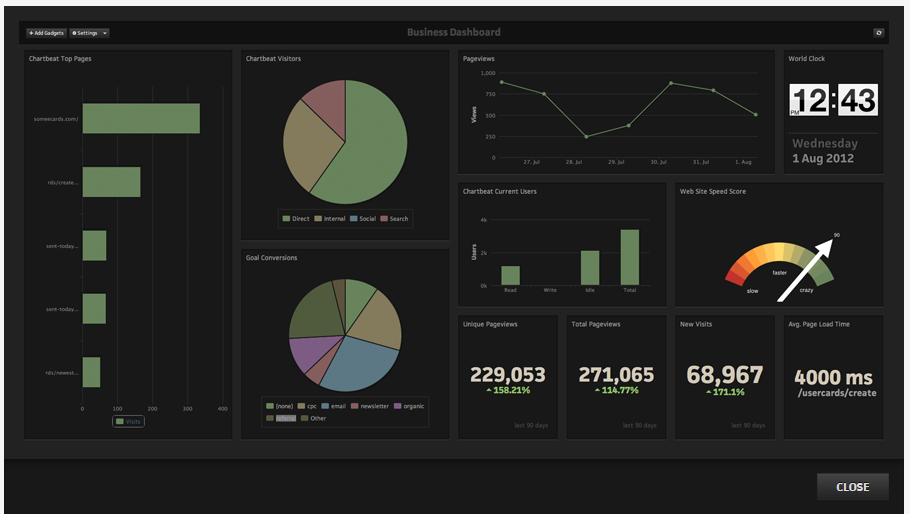 Add Gadgets
Settings
Business Dashboard
Chartbeat Top Pages
someecards.com/
rds/create...
sent-today...
sent-today...
rds/newest...
0 100 200 300 400
Visits
Chartbeat Visitors
Direct Internal Social Search
Goal Conversions
(none) cpc email newsletter organic
referral Other
Pageviews
Views
1,000
750
500
250
0
27. Jul 28. Jul 29. Jul 30. Jul 31. Jul 1. Aug
World Clock
12:43
PM
Wednesday
1 Aug 2012
Chartbeat Current Users
Users
4k
2k
0k
Read Write Idle Total
Web Site Speed Score
90
faster
slow crazy
Unique Pageviews
229,053
158.21%
last 90 days
Total Pageviews
271,065
114.77%
last 90 days
New Visits
68,967
171.1%
last 90 days
Avg. Page Load Time
4000 ms
/usercards/create
CLOSE